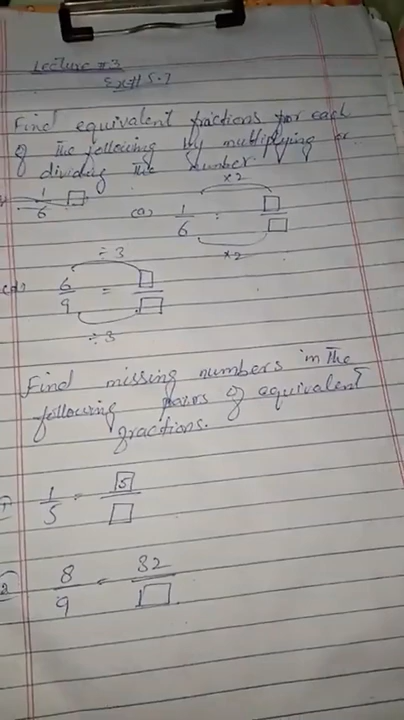 Lecture #3
Ex# 5.7
Find equivalent fractions for each
of the following by multiplying or
dividing the number.
1/6 □
(a) 1/6 = □/□ ×2 ×2
6/9 = □/□ ÷3 ÷3
Find missing numbers in the
following pairs of equivalent
fractions.
1) 1/5 = 5/□
2) 8/9 = 32/□